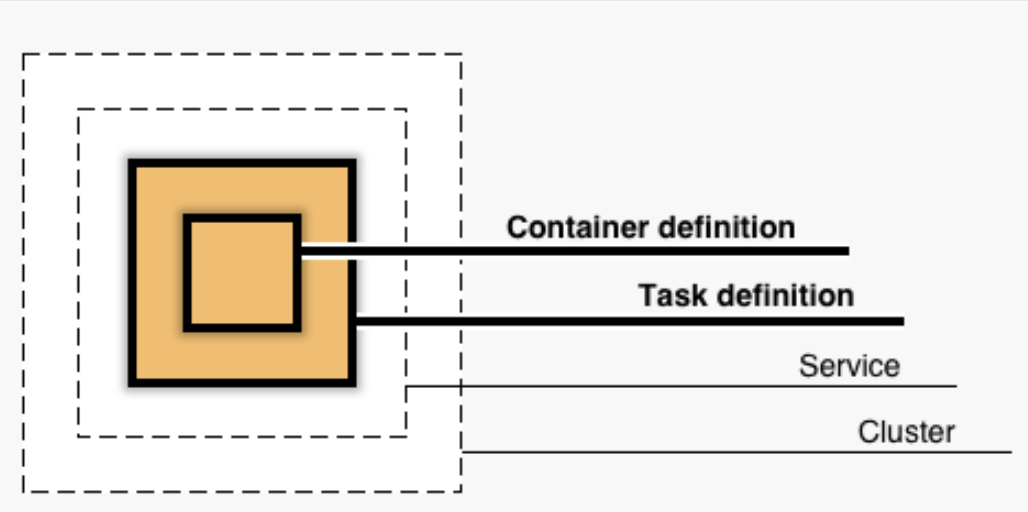 Container definition
Task definition
Service
Cluster